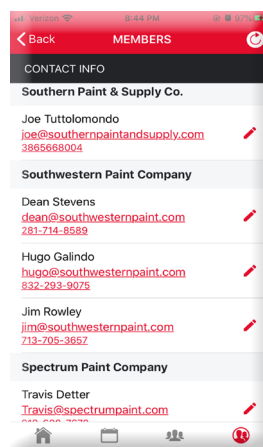 Verizon 8:44 PM 97%
Back MEMBERS
CONTACT INFO
Southern Paint & Supply Co.
Joe Tuttolomondo
joe@southernpaintandsupply.com
3865668004
Southwestern Paint Company
Dean Stevens
dean@southwesternpaint.com
281-714-8589
Hugo Galindo
hugo@southwesternpaint.com
832-293-9075
Jim Rowley
jim@southwesternpaint.com
713-705-3657
Spectrum Paint Company
Travis Detter
Travis@spectrumpaint.com